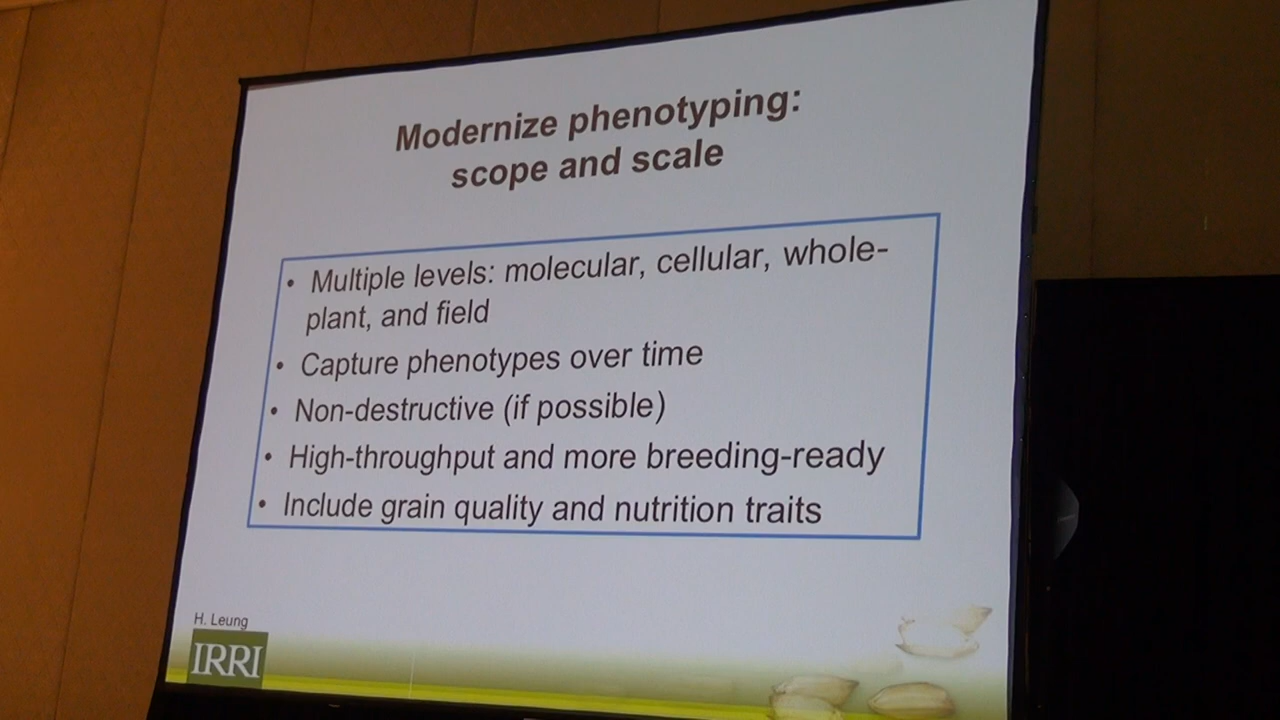 Modernize phenotyping:
scope and scale
• Multiple levels: molecular, cellular, whole-
plant, and field
• Capture phenotypes over time
• Non-destructive (if possible)
• High-throughput and more breeding-ready
• Include grain quality and nutrition traits
H. Leung
IRRI